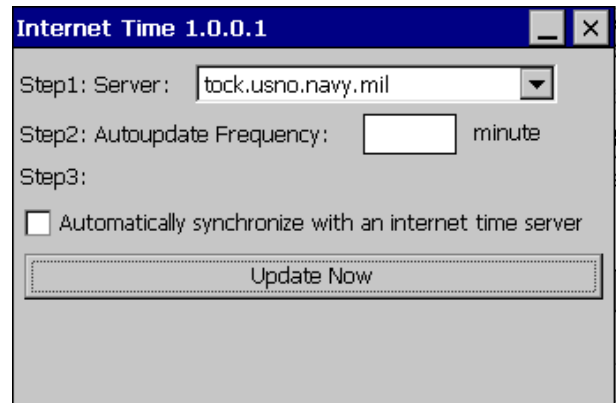 Internet Time 1.0.0.1
Step1: Server: tock.usno.navy.mil
Step2: Autoupdate Frequency: minute
Step3:
Automatically synchronize with an internet time server
Update Now